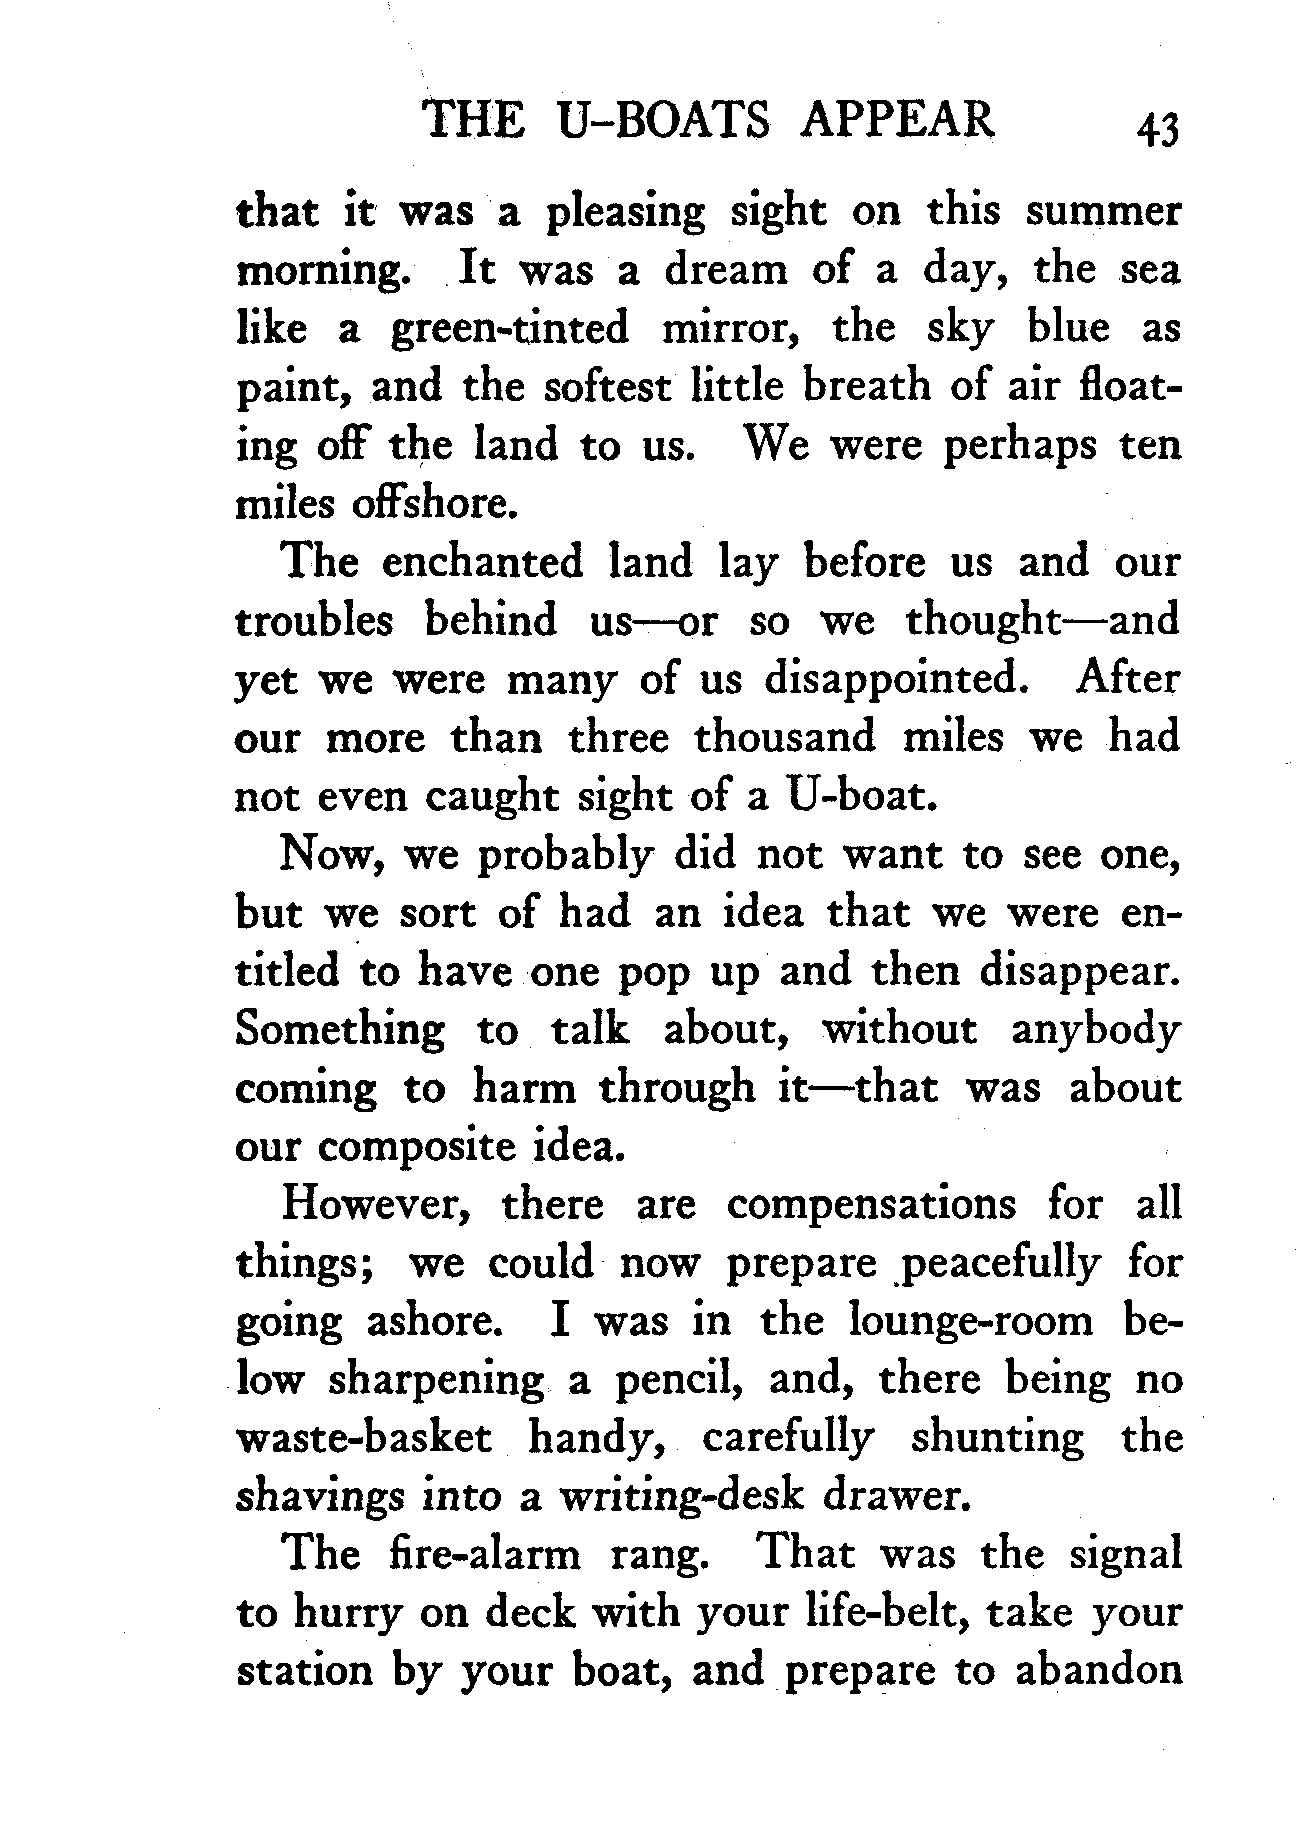 THE U-BOATS APPEAR 43
that it was a pleasing sight on this summer
morning. It was a dream of a day, the sea
like a green-tinted mirror, the sky blue as
paint, and the softest little breath of air float-
ing off the land to us. We were perhaps ten
miles offshore.
The enchanted land lay before us and our
troubles behind us—or so we thought—and
yet we were many of us disappointed. After
our more than three thousand miles we had
not even caught sight of a U-boat.
Now, we probably did not want to see one,
but we sort of had an idea that we were en-
titled to have one pop up and then disappear.
Something to talk about, without anybody
coming to harm through it—that was about
our composite idea.
However, there are compensations for all
things; we could now prepare peacefully for
going ashore. I was in the lounge-room be-
low sharpening a pencil, and, there being no
waste-basket handy, carefully shunting the
shavings into a writing-desk drawer.
The fire-alarm rang. That was the signal
to hurry on deck with your life-belt, take your
station by your boat, and prepare to abandon